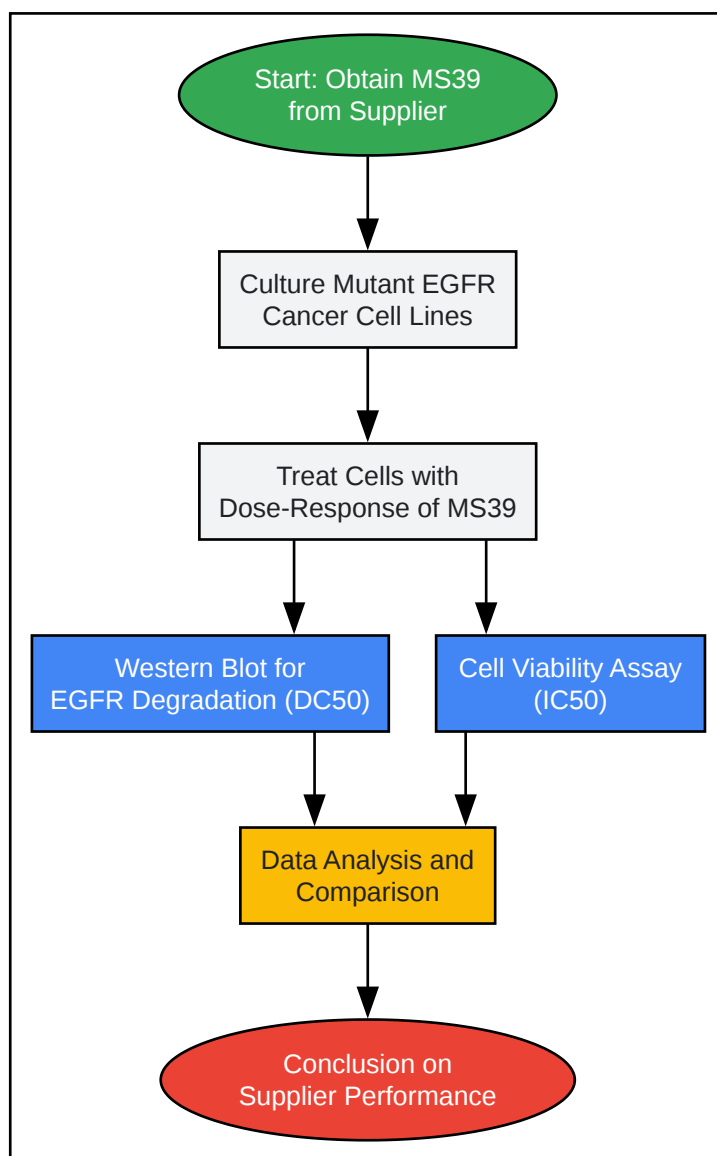 Start: Obtain MS39
from Supplier
Culture Mutant EGFR
Cancer Cell Lines
Treat Cells with
Dose-Response of MS39
Western Blot for
EGFR Degradation (DC50)
Cell Viability Assay
(IC50)
Data Analysis and
Comparison
Conclusion on
Supplier Performance